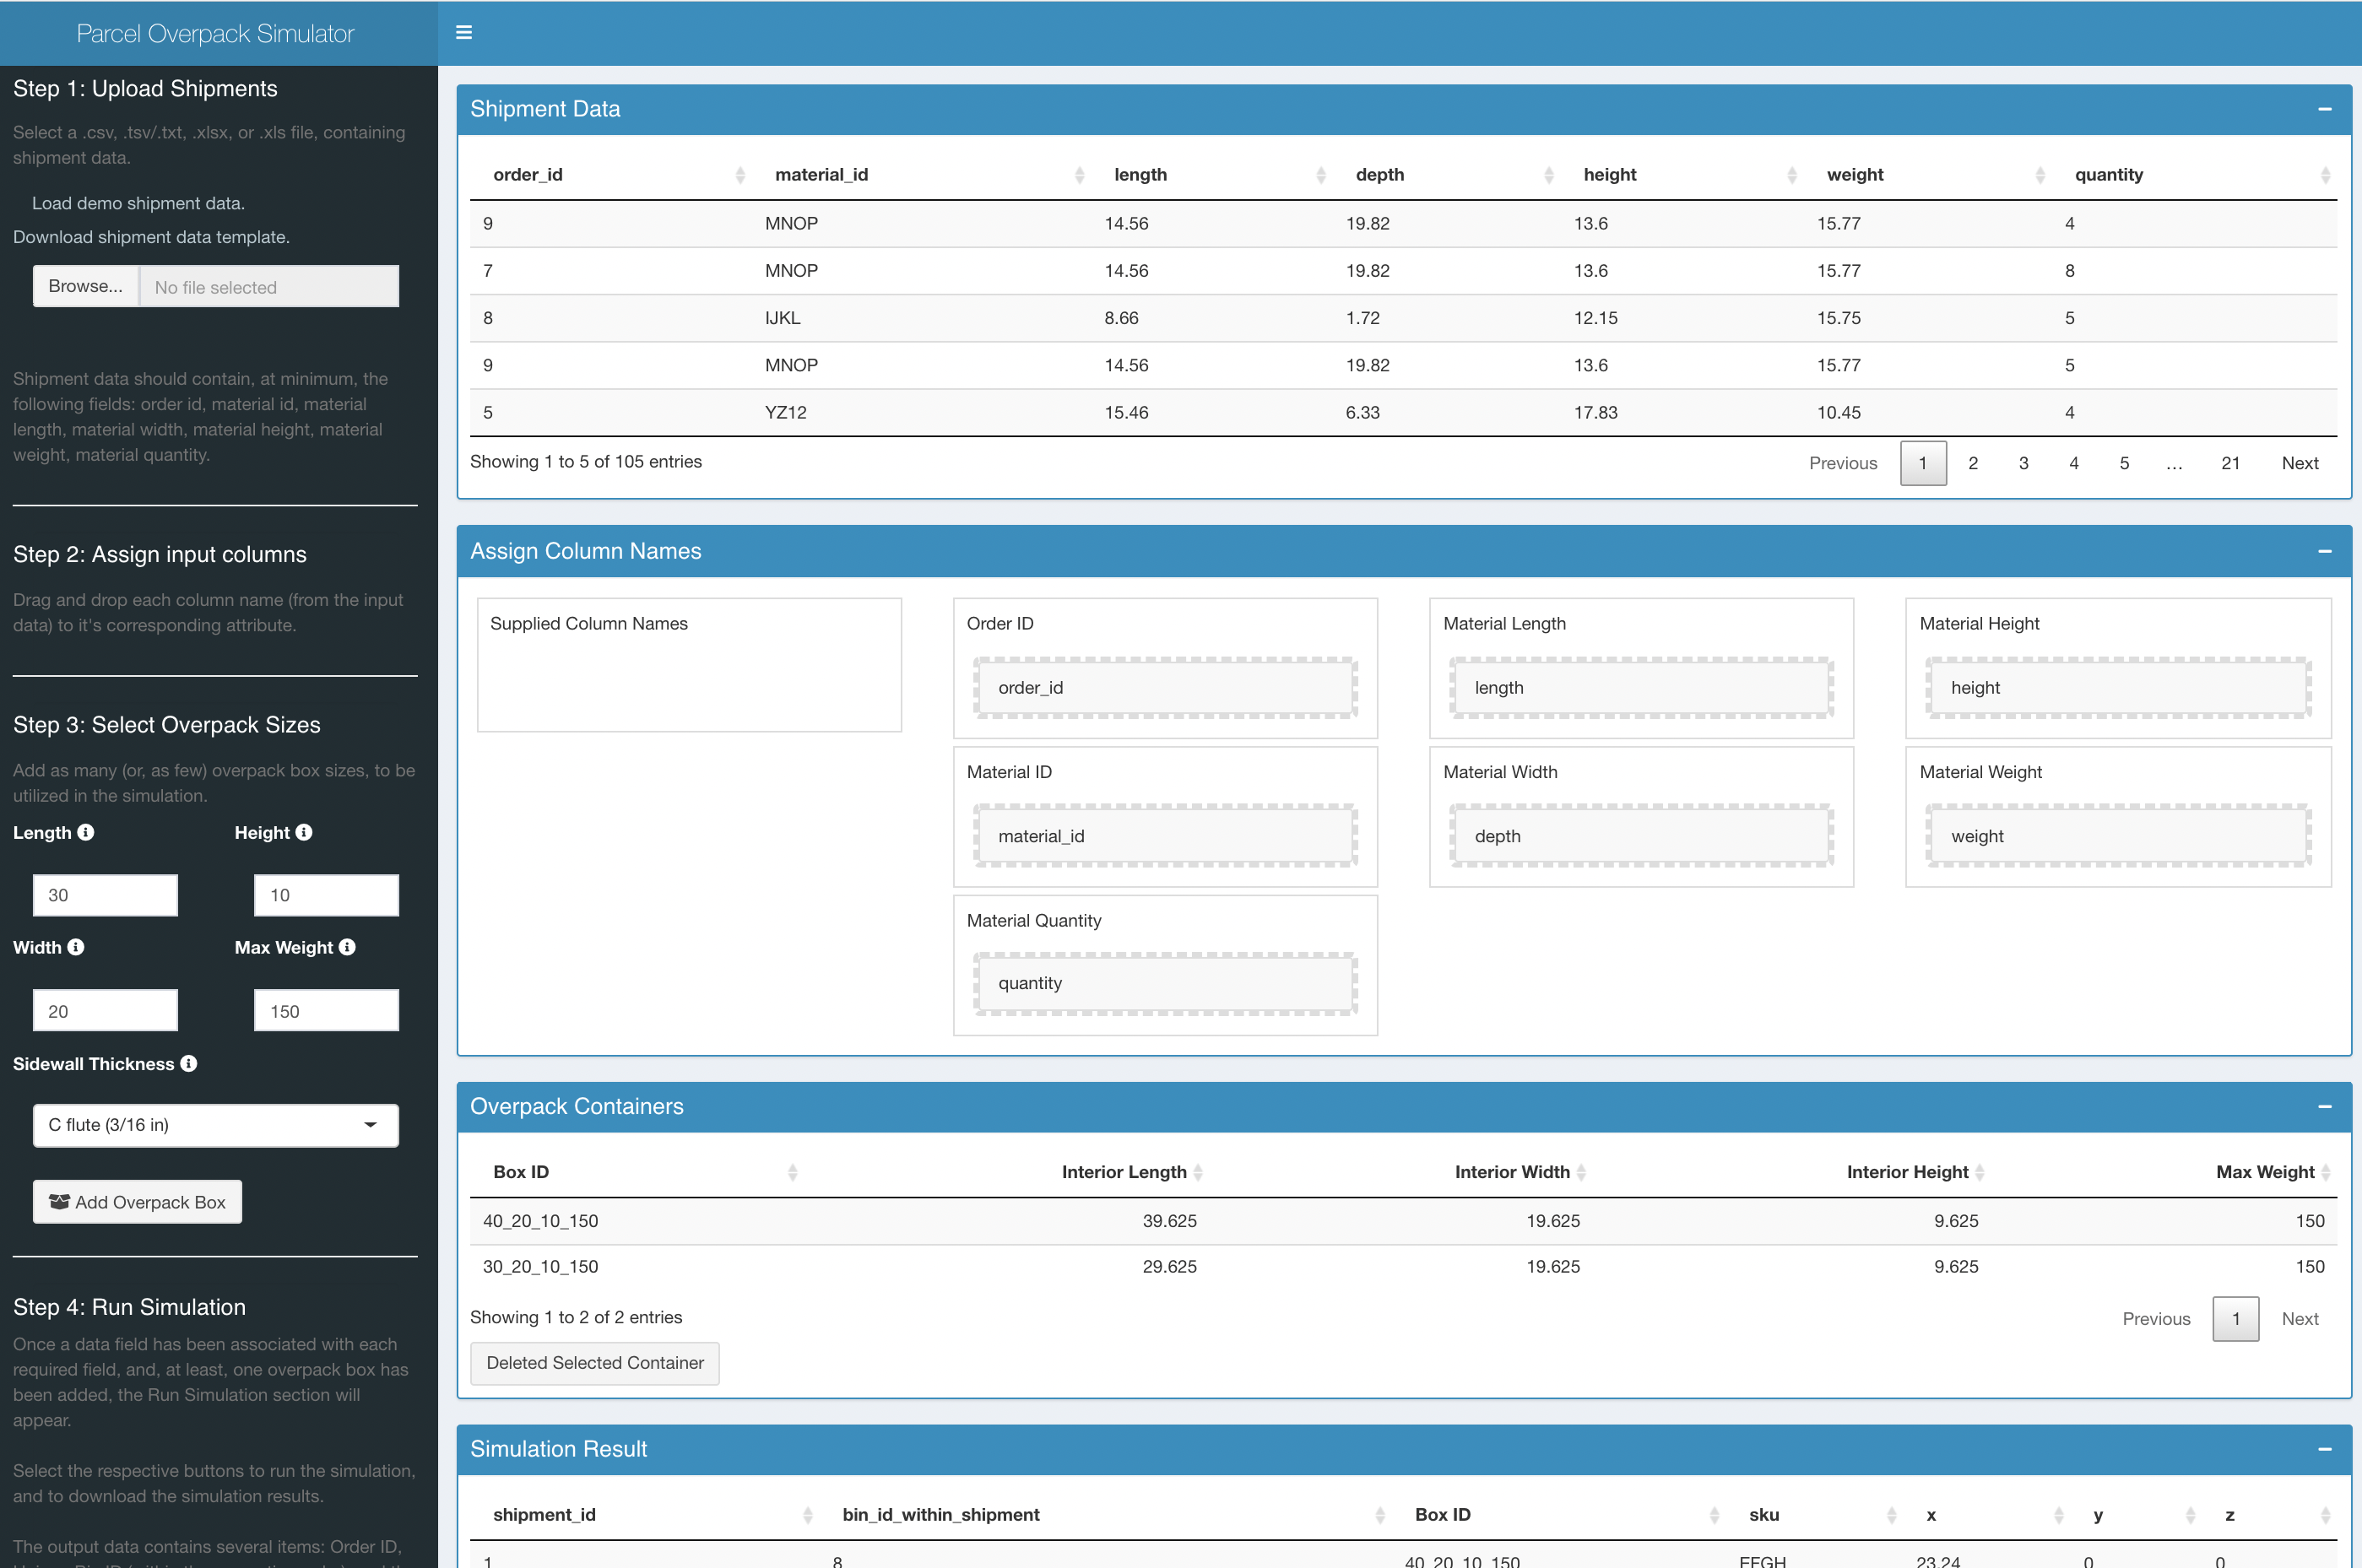 Parcel Overpack Simulator
Step 1: Upload Shipments
Select a .csv, .tsv/.txt, .xlsx, or .xls file, containing
shipment data.
Load demo shipment data.
Download shipment data template.
Browse... No file selected
Shipment data should contain, at minimum, the
following fields: order id, material id, material
length, material width, material height, material
weight, material quantity.
Step 2: Assign input columns
Drag and drop each column name (from the input
data) to it's corresponding attribute.
Step 3: Select Overpack Sizes
Add as many (or, as few) overpack box sizes, to be
utilized in the simulation.
Length Height
30 10
Width Max Weight
20 150
Sidewall Thickness
C flute (3/16 in)
Add Overpack Box
Step 4: Run Simulation
Once a data field has been associated with each
required field, and, at least, one overpack box has
been added, the Run Simulation section will
appear.
Select the respective buttons to run the simulation,
and to download the simulation results.
The output data contains several items: Order ID,
Shipment Data
order_id material_id length depth height weight quantity
9 MNOP 14.56 19.82 13.6 15.77 4
7 MNOP 14.56 19.82 13.6 15.77 8
8 IJKL 8.66 1.72 12.15 15.75 5
9 MNOP 14.56 19.82 13.6 15.77 5
5 YZ12 15.46 6.33 17.83 10.45 4
Showing 1 to 5 of 105 entries Previous 1 2 3 4 5 … 21 Next
Assign Column Names
Supplied Column Names Order ID Material Length Material Height
order_id length height
Material ID Material Width Material Weight
material_id depth weight
Material Quantity
quantity
Overpack Containers
Box ID Interior Length Interior Width Interior Height Max Weight
40_20_10_150 39.625 19.625 9.625 150
30_20_10_150 29.625 19.625 9.625 150
Showing 1 to 2 of 2 entries Previous 1 Next
Deleted Selected Container
Simulation Result
shipment_id bin_id_within_shipment Box ID sku x y z
1 8 40_20_10_150 EFGH 23.24 0 0